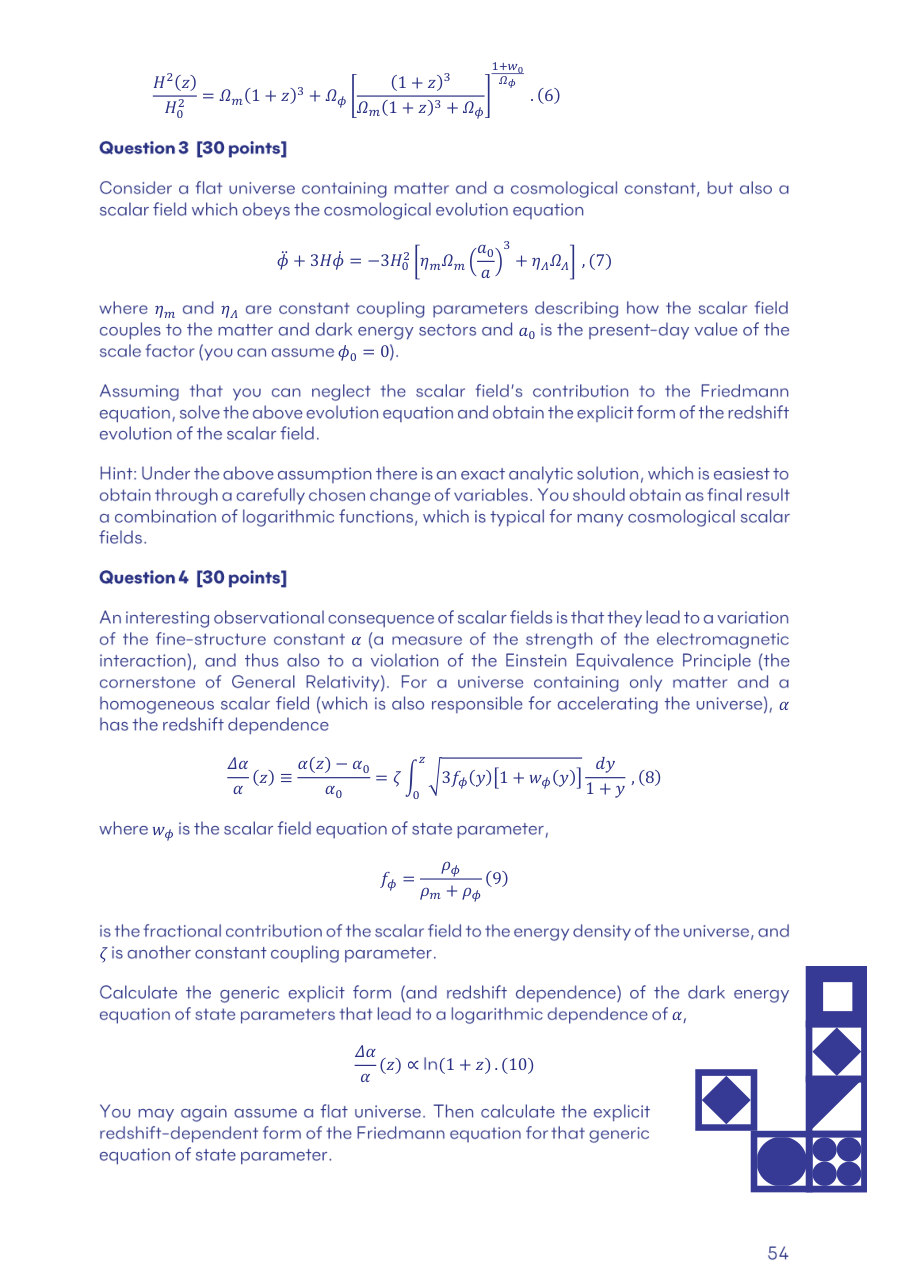 H²(z)/H₀² = Ω_m(1 + z)³ + Ω_ϕ [(1 + z)³/(Ω_m(1 + z)³ + Ω_ϕ)]^((1+w₀)/Ω_ϕ) . (6)
Question 3 [30 points]
Consider a flat universe containing matter and a cosmological constant, but also a
scalar field which obeys the cosmological evolution equation
ϕ̈ + 3Hϕ̇ = −3H₀² [η_mΩ_m (a₀/a)³ + η_ΛΩ_Λ] , (7)
where η_m and η_Λ are constant coupling parameters describing how the scalar field
couples to the matter and dark energy sectors and a₀ is the present-day value of the
scale factor (you can assume ϕ₀ = 0).
Assuming that you can neglect the scalar field's contribution to the Friedmann
equation, solve the above evolution equation and obtain the explicit form of the redshift
evolution of the scalar field.
Hint: Under the above assumption there is an exact analytic solution, which is easiest to
obtain through a carefully chosen change of variables. You should obtain as final result
a combination of logarithmic functions, which is typical for many cosmological scalar
fields.
Question 4 [30 points]
An interesting observational consequence of scalar fields is that they lead to a variation
of the fine-structure constant α (a measure of the strength of the electromagnetic
interaction), and thus also to a violation of the Einstein Equivalence Principle (the
cornerstone of General Relativity). For a universe containing only matter and a
homogeneous scalar field (which is also responsible for accelerating the universe), α
has the redshift dependence
Δα/α (z) ≡ (α(z) − α₀)/α₀ = ζ ∫₀^z √(3f_ϕ(y)[1 + w_ϕ(y)]) dy/(1 + y) , (8)
where w_ϕ is the scalar field equation of state parameter,
f_ϕ = ρ_ϕ/(ρ_m + ρ_ϕ) (9)
is the fractional contribution of the scalar field to the energy density of the universe, and
ζ is another constant coupling parameter.
Calculate the generic explicit form (and redshift dependence) of the dark energy
equation of state parameters that lead to a logarithmic dependence of α,
Δα/α (z) ∝ ln(1 + z) . (10)
You may again assume a flat universe. Then calculate the explicit
redshift-dependent form of the Friedmann equation for that generic
equation of state parameter.
54